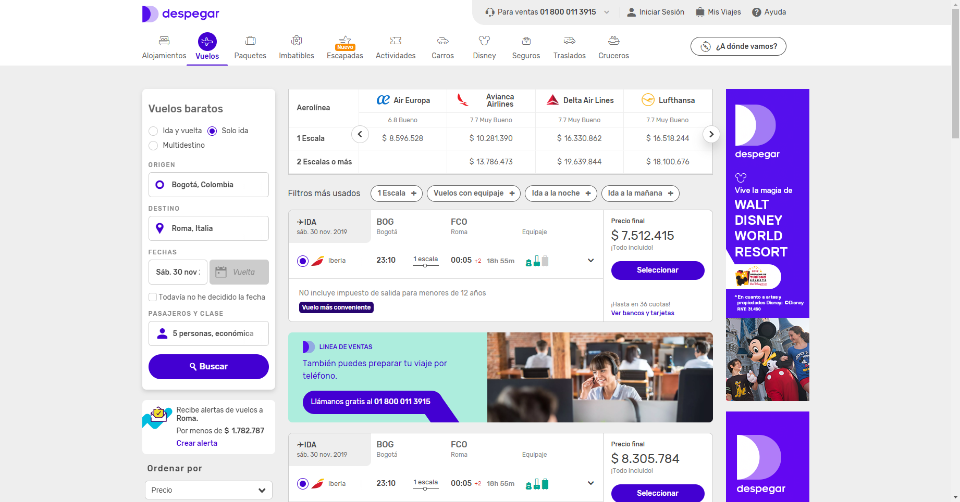 despegar
Para ventas 01 800 011 3915
Iniciar Sesión
Mis Viajes
Ayuda
Alojamientos
Vuelos
Paquetes
Imbatibles
Nuevo
Escapadas
Actividades
Carros
Disney
Seguros
Traslados
Cruceros
¿A dónde vamos?
Vuelos baratos
Ida y vuelta
Solo ida
Multidestino
ORIGEN
Bogotá, Colombia
DESTINO
Roma, Italia
FECHAS
Sáb. 30 nov
Vuelta
Todavía no he decidido la fecha
PASAJEROS Y CLASE
5 personas, económica
Buscar
Recibe alertas de vuelos a
Roma.
Por menos de $ 1.782.787
Crear alerta
Ordenar por
Precio
Aerolínea
Air Europa
Avianca
Airlines
Delta Air Lines
Lufthansa
6.8 Bueno
7.7 Muy Bueno
7.7 Muy Bueno
7.7 Muy Bueno
1 Escala
$ 8.596.528
$ 10.281.390
$ 16.330.862
$ 16.518.244
2 Escalas o más
$ 13.786.473
$ 19.639.844
$ 18.100.676
Filtros más usados
1 Escala +
Vuelos con equipaje +
Ida a la noche +
Ida a la mañana +
IDA
sáb. 30 nov. 2019
BOG
Bogotá
FCO
Roma
Equipaje
Iberia
23:10
1 escala
00:05 +2
18h 55m
NO incluye impuesto de salida para menores de 12 años
Vuelo más conveniente
Precio final
$ 7.512.415
¡Todo incluido!
Seleccionar
¡Hasta en 36 cuotas!
Ver bancos y tarjetas
LINEA DE VENTAS
También puedes preparar tu viaje por
teléfono.
Llámanos gratis al 01 800 011 3915
IDA
sáb. 30 nov. 2019
BOG
Bogotá
FCO
Roma
Equipaje
Iberia
23:10
1 escala
00:05 +2
18h 55m
Precio final
$ 8.305.784
¡Todo incluido!
Seleccionar
despegar
Vive la magia de
WALT
DISNEY
WORLD
RESORT
*En cuanto a artes y
propiedades Disney: ©Disney
despegar